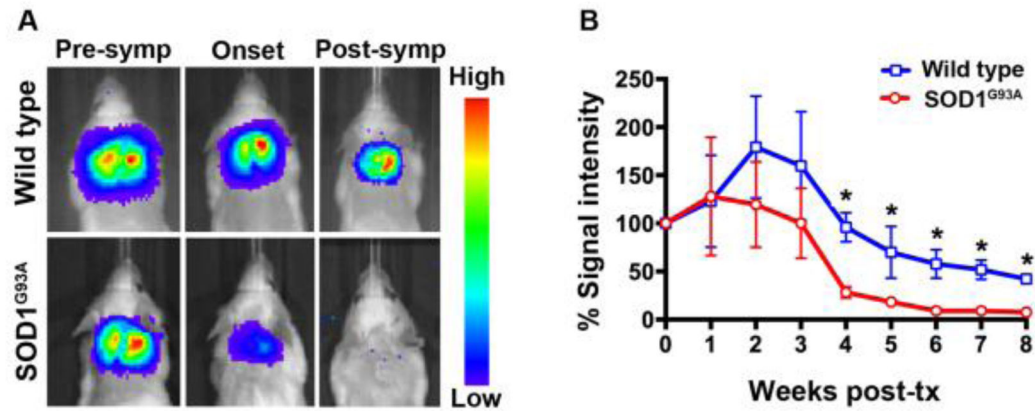 A
Pre-symp Onset Post-symp
Wild type
SOD1G93A
High
Low
B
Wild type
SOD1G93A
% Signal intensity
250
200
150
100
50
0
* * * * *
0 1 2 3 4 5 6 7 8
Weeks post-tx